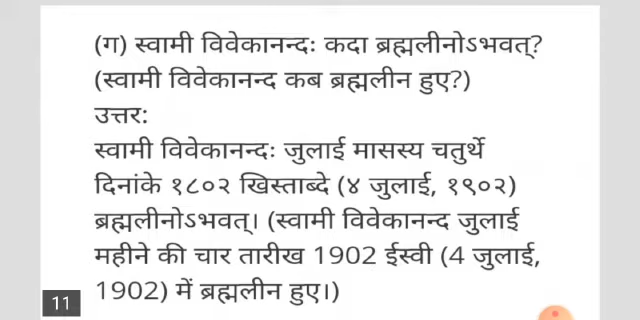 (ग) स्वामी विवेकानन्दः कदा ब्रह्मलीनोऽभवत्?
(स्वामी विवेकानन्द कब ब्रह्मलीन हुए?)
उत्तर:
स्वामी विवेकानन्दः जुलाई मासस्य चतुर्थे
दिनांके १८०२ खिस्ताब्दे (४ जुलाई, १९०२)
ब्रह्मलीनोऽभवत्। (स्वामी विवेकानन्द जुलाई
महीने की चार तारीख 1902 ईस्वी (4 जुलाई,
1902) में ब्रह्मलीन हुए।)
11